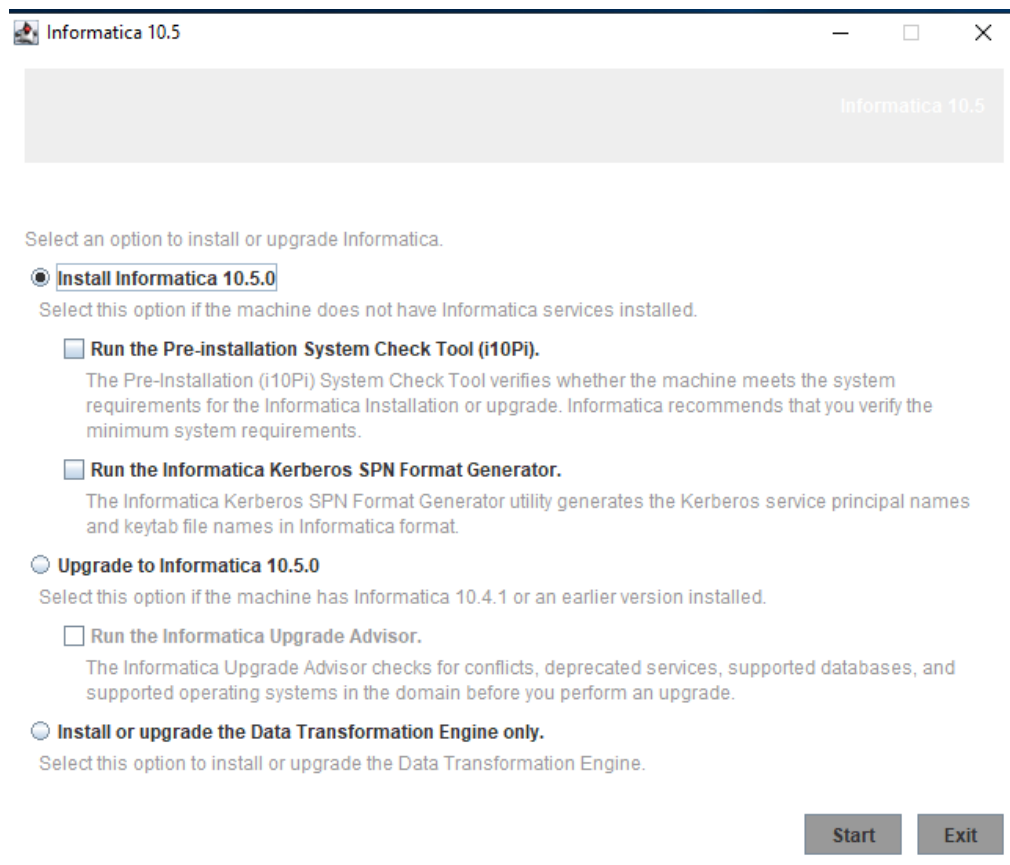 Informatica 10.5
Informatica 10.5
Select an option to install or upgrade Informatica.
Install Informatica 10.5.0
Select this option if the machine does not have Informatica services installed.
Run the Pre-installation System Check Tool (i10Pi).
The Pre-Installation (i10Pi) System Check Tool verifies whether the machine meets the system
requirements for the Informatica Installation or upgrade. Informatica recommends that you verify the
minimum system requirements.
Run the Informatica Kerberos SPN Format Generator.
The Informatica Kerberos SPN Format Generator utility generates the Kerberos service principal names
and keytab file names in Informatica format.
Upgrade to Informatica 10.5.0
Select this option if the machine has Informatica 10.4.1 or an earlier version installed.
Run the Informatica Upgrade Advisor.
The Informatica Upgrade Advisor checks for conflicts, deprecated services, supported databases, and
supported operating systems in the domain before you perform an upgrade.
Install or upgrade the Data Transformation Engine only.
Select this option to install or upgrade the Data Transformation Engine.
Start Exit